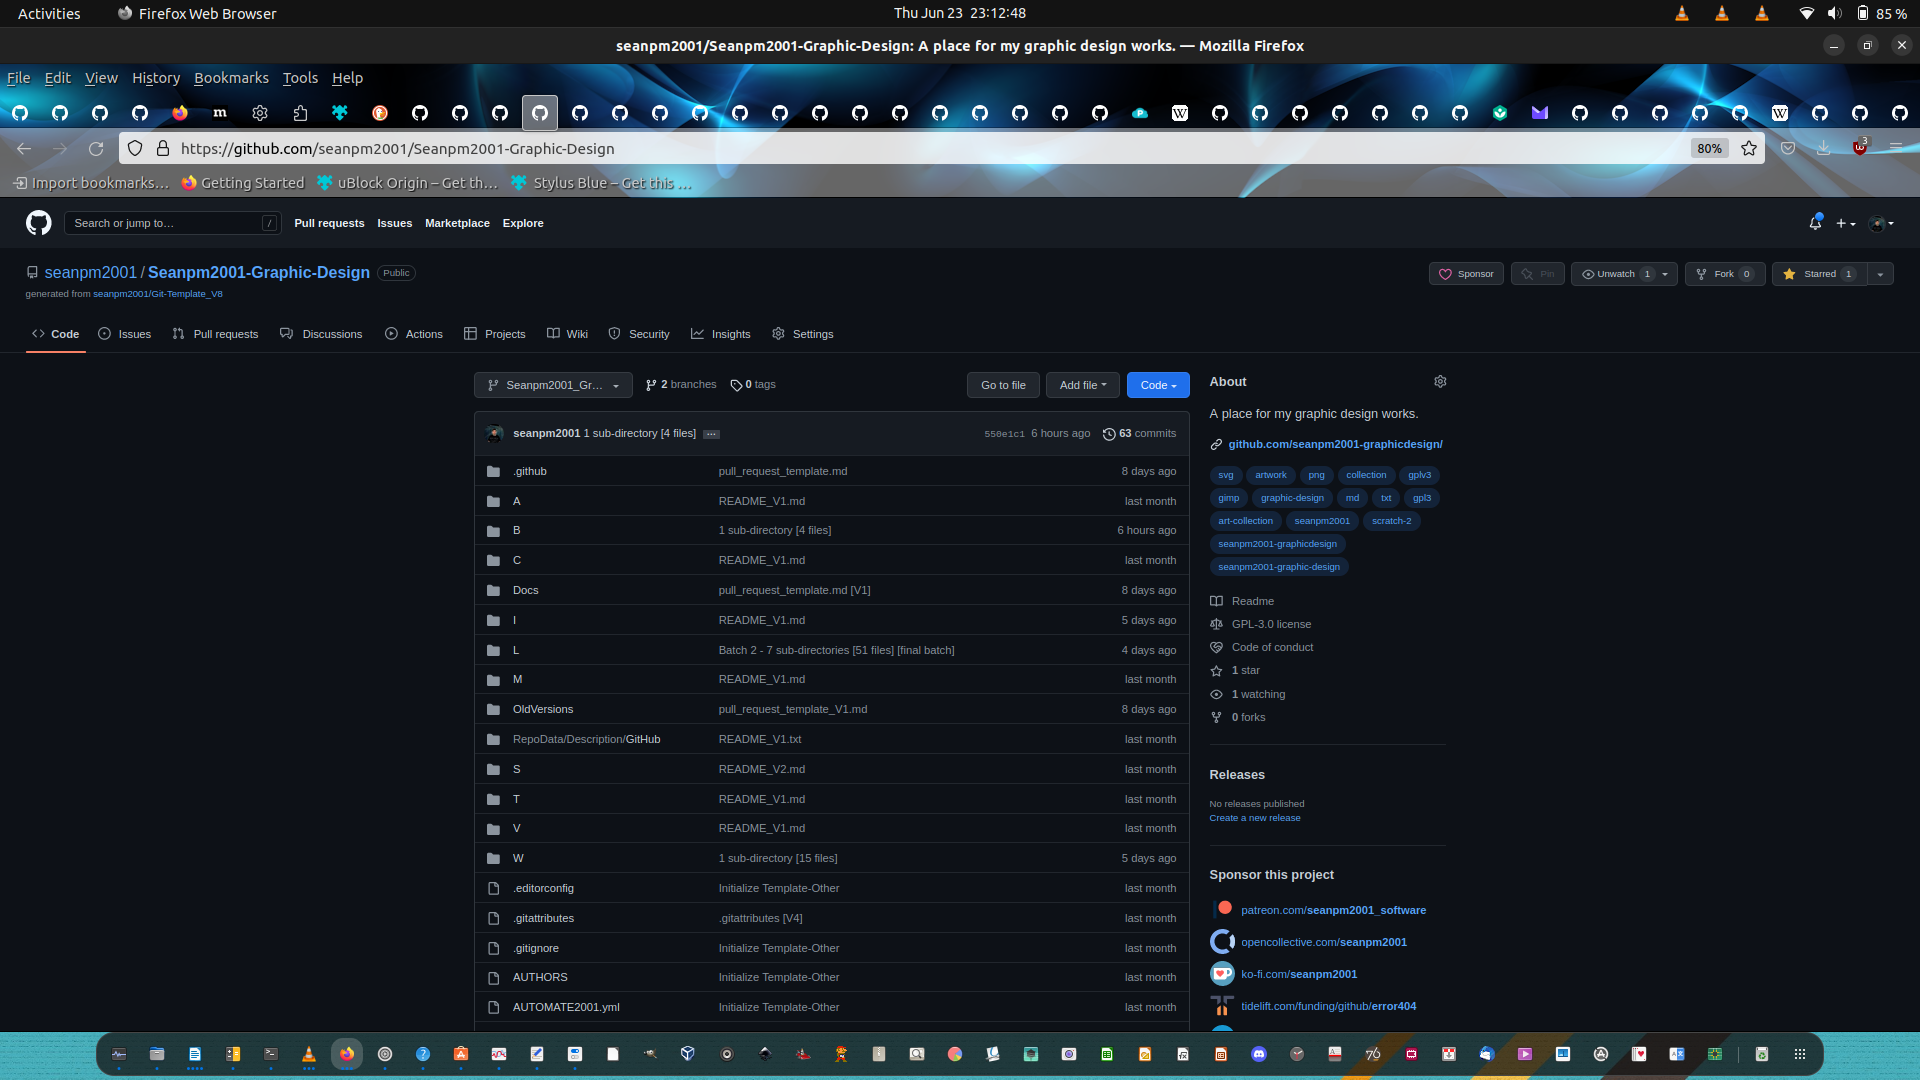 Activities Firefox Web Browser Thu Jun 23 23:12:48 85 %
seanpm2001/Seanpm2001-Graphic-Design: A place for my graphic design works. — Mozilla Firefox
File Edit View History Bookmarks Tools Help
https://github.com/seanpm2001/Seanpm2001-Graphic-Design 80% 3
Import bookmarks… Getting Started uBlock Origin – Get th… Stylus Blue – Get this …
Search or jump to… / Pull requests Issues Marketplace Explore
seanpm2001 / Seanpm2001-Graphic-Design Public Sponsor Pin Unwatch 1 Fork 0 Starred 1
generated from seanpm2001/Git-Template_V8
Code Issues Pull requests Discussions Actions Projects Wiki Security Insights Settings
Seanpm2001_Gr... 2 branches 0 tags Go to file Add file Code
seanpm2001 1 sub-directory [4 files] ... 550e1c1 6 hours ago 63 commits
.github pull_request_template.md 8 days ago
A README_V1.md last month
B 1 sub-directory [4 files] 6 hours ago
C README_V1.md last month
Docs pull_request_template.md [V1] 8 days ago
I README_V1.md 5 days ago
L Batch 2 - 7 sub-directories [51 files] [final batch] 4 days ago
M README_V1.md last month
OldVersions pull_request_template_V1.md 8 days ago
RepoData/Description/GitHub README_V1.txt last month
S README_V2.md last month
T README_V1.md last month
V README_V1.md last month
W 1 sub-directory [15 files] 5 days ago
.editorconfig Initialize Template-Other last month
.gitattributes .gitattributes [V4] last month
.gitignore Initialize Template-Other last month
AUTHORS Initialize Template-Other last month
AUTOMATE2001.yml Initialize Template-Other last month
About
A place for my graphic design works.
github.com/seanpm2001-graphicdesign/
svg artwork png collection gplv3
gimp graphic-design md txt gpl3
art-collection seanpm2001 scratch-2
seanpm2001-graphicdesign
seanpm2001-graphic-design
Readme
GPL-3.0 license
Code of conduct
1 star
1 watching
0 forks
Releases
No releases published
Create a new release
Sponsor this project
patreon.com/seanpm2001_software
opencollective.com/seanpm2001
ko-fi.com/seanpm2001
tidelift.com/funding/github/error404